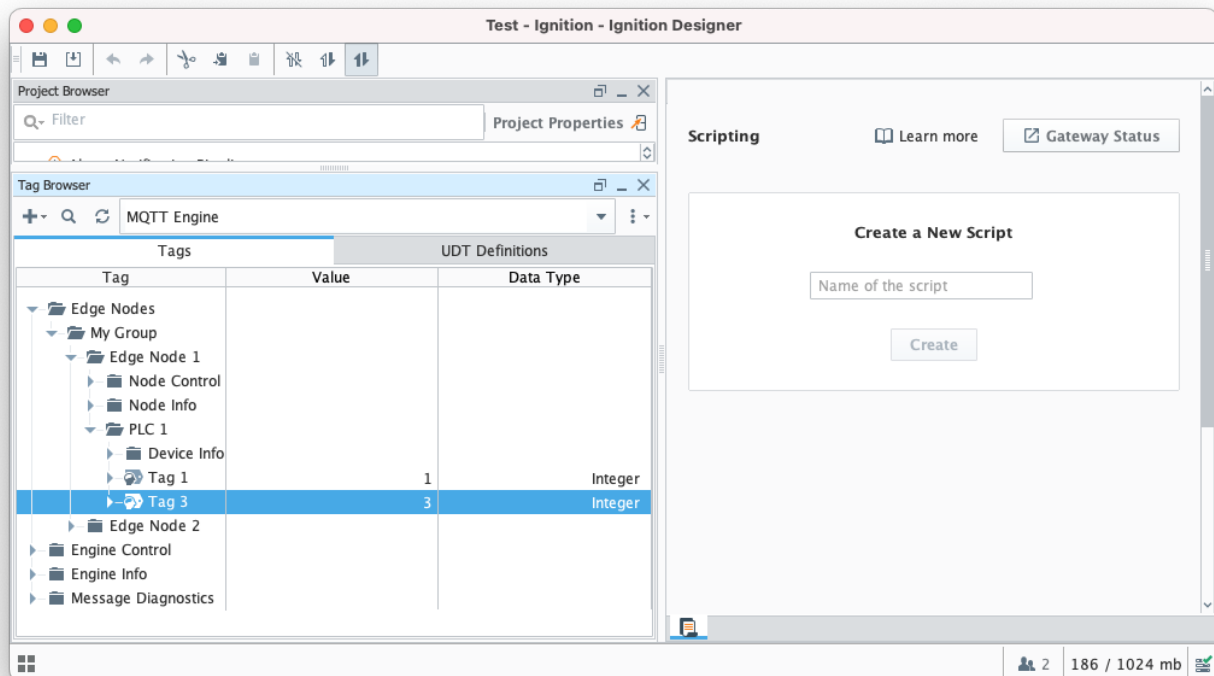 Test - Ignition - Ignition Designer
Project Browser
Filter
Project Properties
Tag Browser
MQTT Engine
Tags
UDT Definitions
Tag
Value
Data Type
Edge Nodes
My Group
Edge Node 1
Node Control
Node Info
PLC 1
Device Info
Tag 1
1
Integer
Tag 3
3
Integer
Edge Node 2
Engine Control
Engine Info
Message Diagnostics
Scripting
Learn more
Gateway Status
Create a New Script
Name of the script
Create
2
186 / 1024 mb